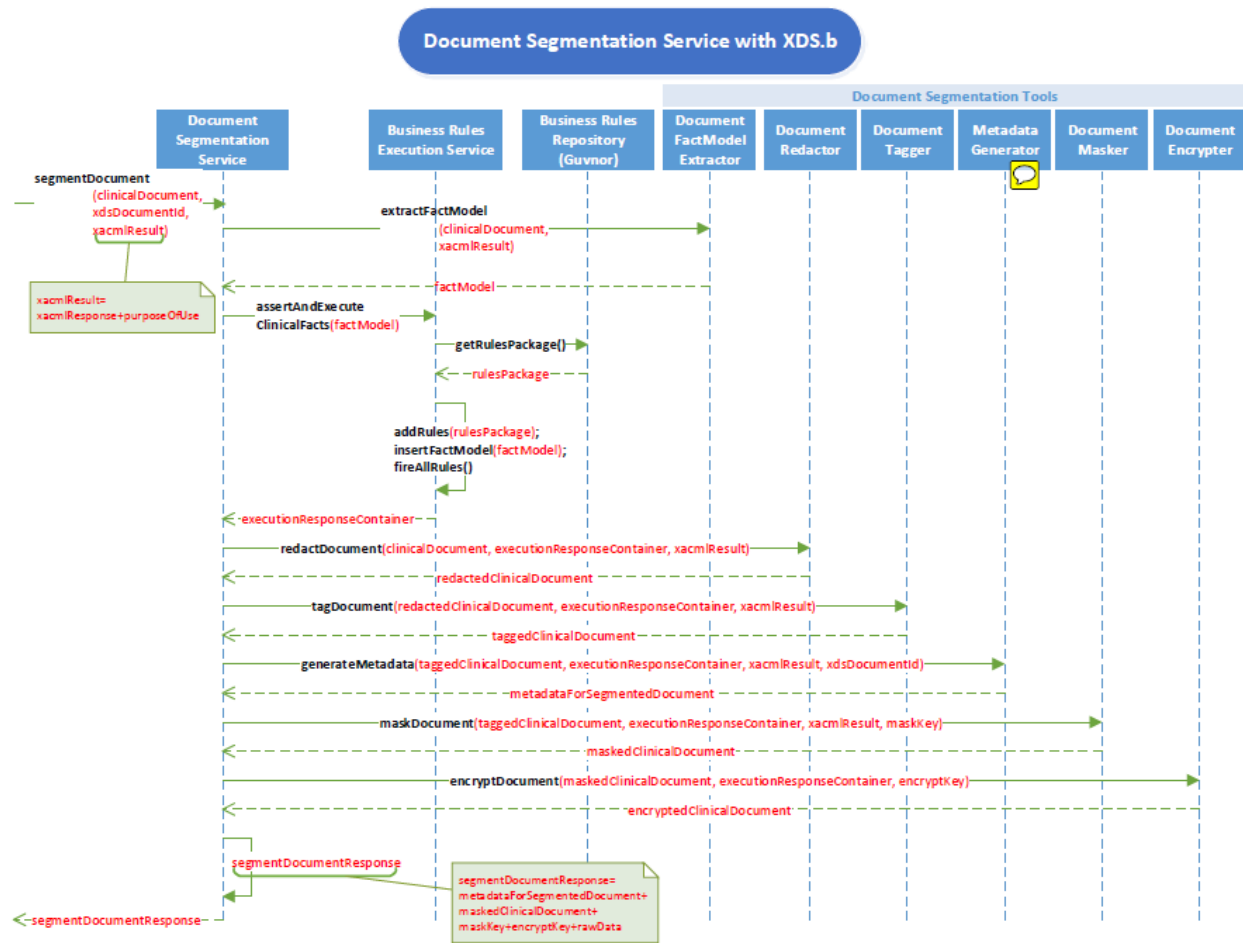 Document Segmentation Service with XDS.b
Document Segmentation Tools
Document
Segmentation
Service
Business Rules
Execution Service
Business Rules
Repository
(Guvnor)
Document
FactModel
Extractor
Document
Redactor
Document
Tagger
Metadata
Generator
Document
Masker
Document
Encrypter
segmentDocument
(clinicalDocument,
xdsDocumentId,
xacmlResult)
extractFactModel
(clinicalDocument,
xacmlResult)
xacmlResult=
xacmlResponse+purposeOfUse
factModel
assertAndExecute
ClinicalFacts(factModel)
getRulesPackage()
rulesPackage
addRules(rulesPackage);
insertFactModel(factModel);
fireAllRules()
executionResponseContainer
redactDocument(clinicalDocument, executionResponseContainer, xacmlResult)
redactedClinicalDocument
tagDocument(redactedClinicalDocument, executionResponseContainer, xacmlResult)
taggedClinicalDocument
generateMetadata(taggedClinicalDocument, executionResponseContainer, xacmlResult, xdsDocumentId)
metadataForSegmentedDocument
maskDocument(taggedClinicalDocument, executionResponseContainer, xacmlResult, maskKey)
maskedClinicalDocument
encryptDocument(maskedClinicalDocument, executionResponseContainer, encryptKey)
encryptedClinicalDocument
segmentDocumentResponse
segmentDocumentResponse=
metadataForSegmentedDocument+
maskedClinicalDocument+
maskKey+encryptKey+rawData
segmentDocumentResponse